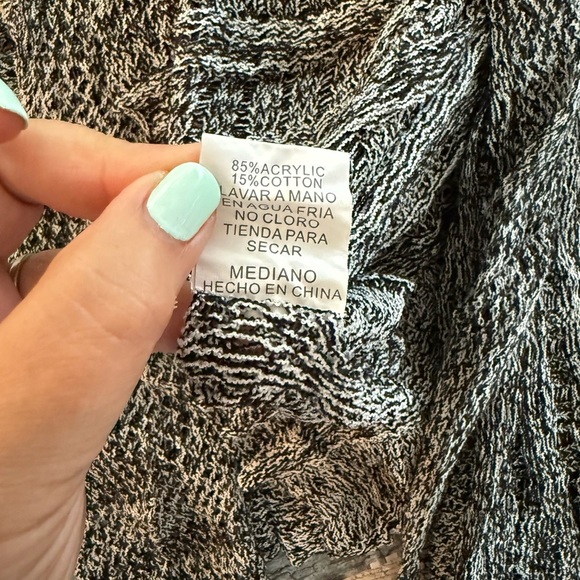 85%ACRYLIC
15%COTTON
LAVAR A MANO
EN AGUA FRIA
NO CLORO
TIENDA PARA
SECAR
MEDIANO
HECHO EN CHINA